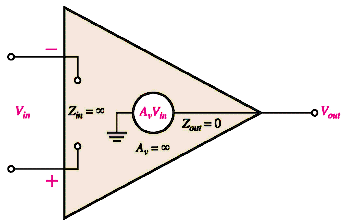 −
V_in
Z_in = ∞
A_vV_in
Z_out = 0
A_v = ∞
V_out
+